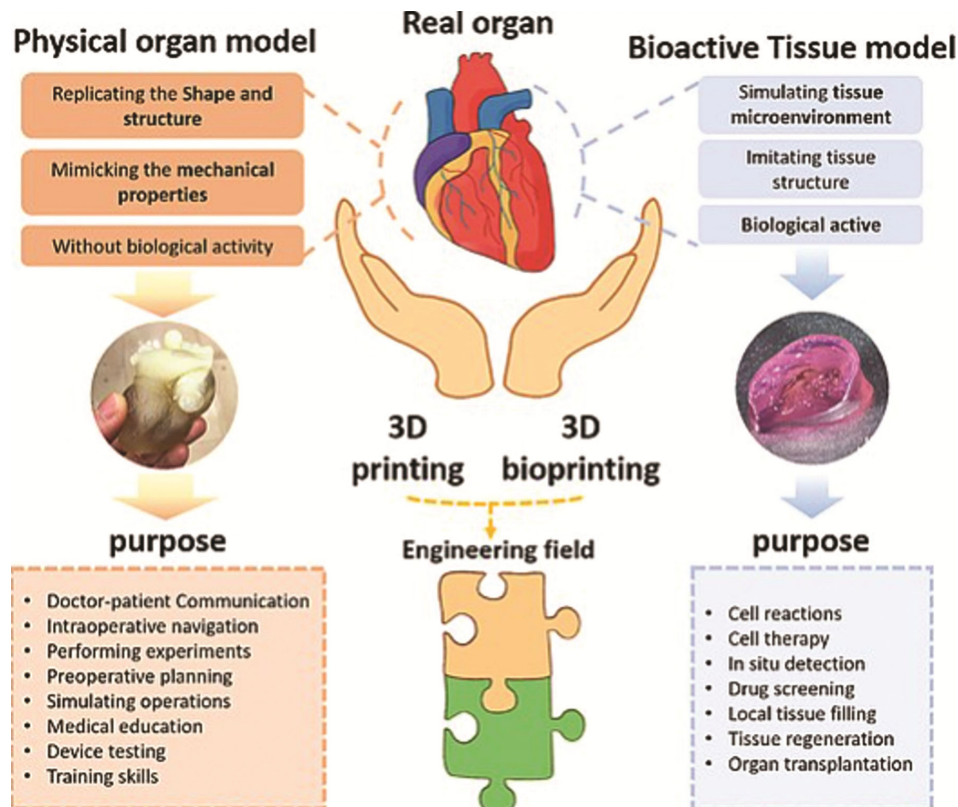 Physical organ model
Replicating the Shape and
structure
Mimicking the mechanical
properties
Without biological activity
purpose
• Doctor-patient Communication
• Intraoperative navigation
• Performing experiments
• Preoperative planning
• Simulating operations
• Medical education
• Device testing
• Training skills
Real organ
3D
printing
3D
bioprinting
Engineering field
Bioactive Tissue model
Simulating tissue
microenvironment
Imitating tissue
structure
Biological active
purpose
• Cell reactions
• Cell therapy
• In situ detection
• Drug screening
• Local tissue filling
• Tissue regeneration
• Organ transplantation